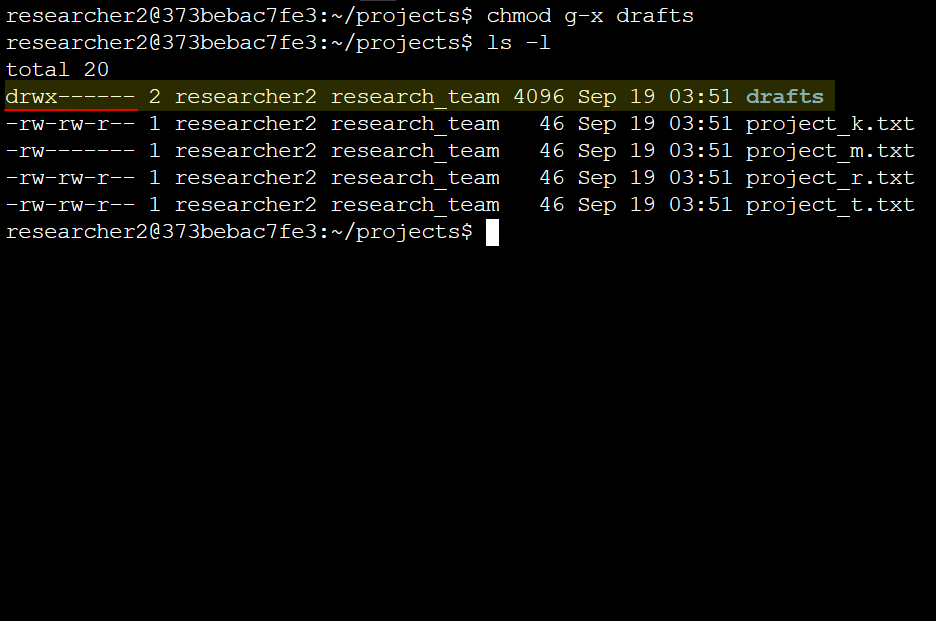 researcher2@373bebac7fe3:~/projects$ chmod g-x drafts
researcher2@373bebac7fe3:~/projects$ ls -l
total 20
drwx------ 2 researcher2 research_team 4096 Sep 19 03:51 drafts
-rw-rw-r-- 1 researcher2 research_team   46 Sep 19 03:51 project_k.txt
-rw------- 1 researcher2 research_team   46 Sep 19 03:51 project_m.txt
-rw-rw-r-- 1 researcher2 research_team   46 Sep 19 03:51 project_r.txt
-rw-rw-r-- 1 researcher2 research_team   46 Sep 19 03:51 project_t.txt
researcher2@373bebac7fe3:~/projects$